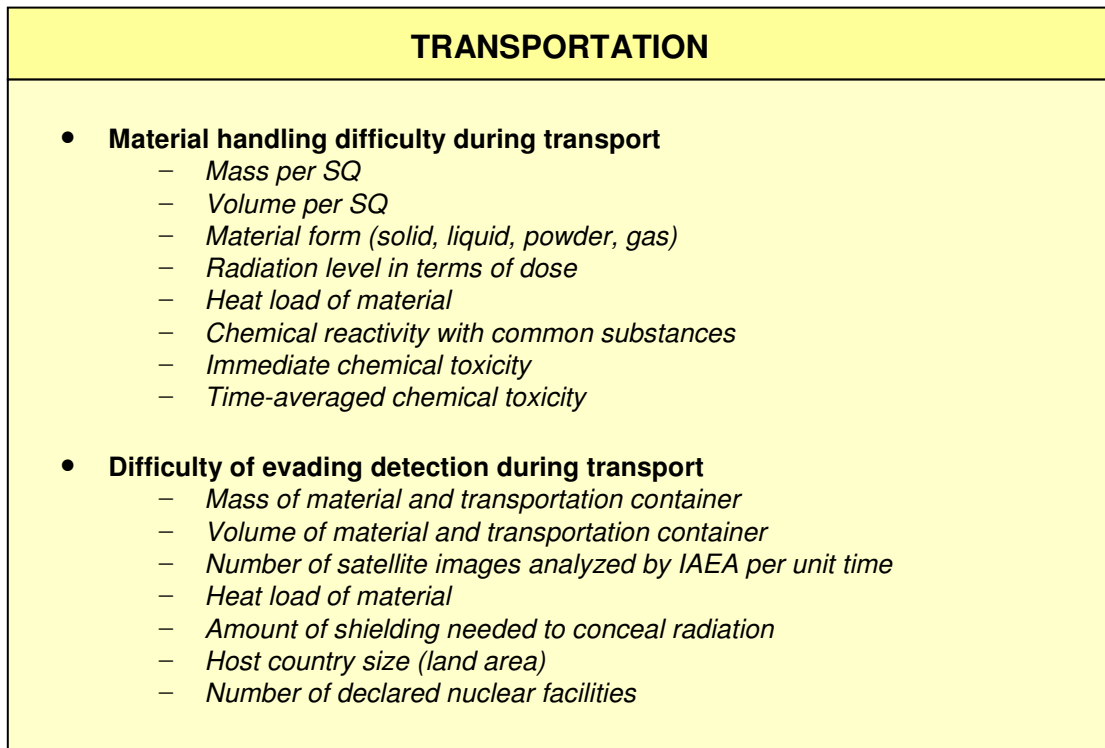 TRANSPORTATION
• Material handling difficulty during transport
– Mass per SQ
– Volume per SQ
– Material form (solid, liquid, powder, gas)
– Radiation level in terms of dose
– Heat load of material
– Chemical reactivity with common substances
– Immediate chemical toxicity
– Time-averaged chemical toxicity
• Difficulty of evading detection during transport
– Mass of material and transportation container
– Volume of material and transportation container
– Number of satellite images analyzed by IAEA per unit time
– Heat load of material
– Amount of shielding needed to conceal radiation
– Host country size (land area)
– Number of declared nuclear facilities